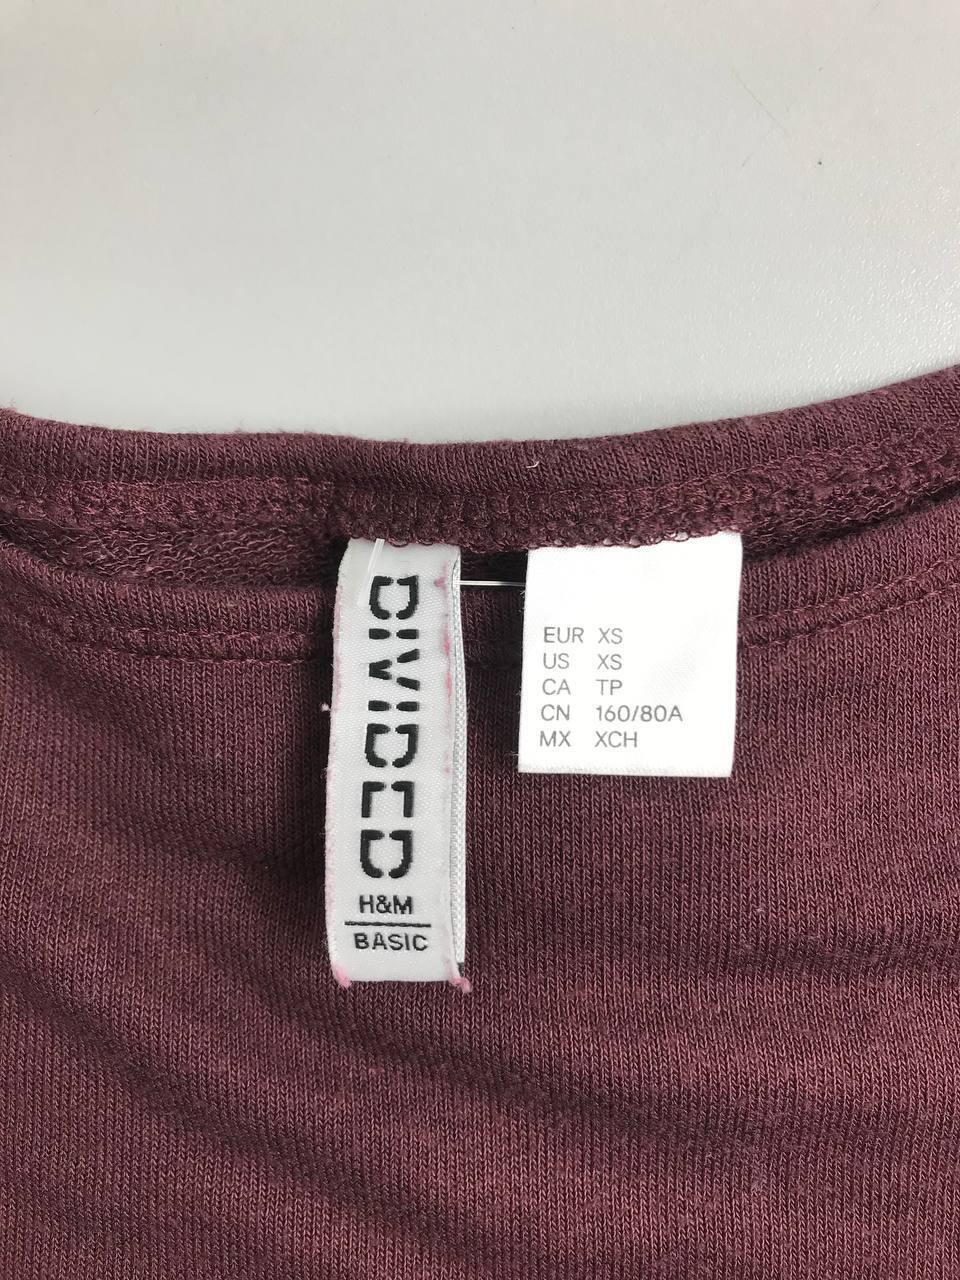 DIVIDED
H&M
BASIC
EUR XS
US XS
CA TP
CN 160/80A
MX XCH